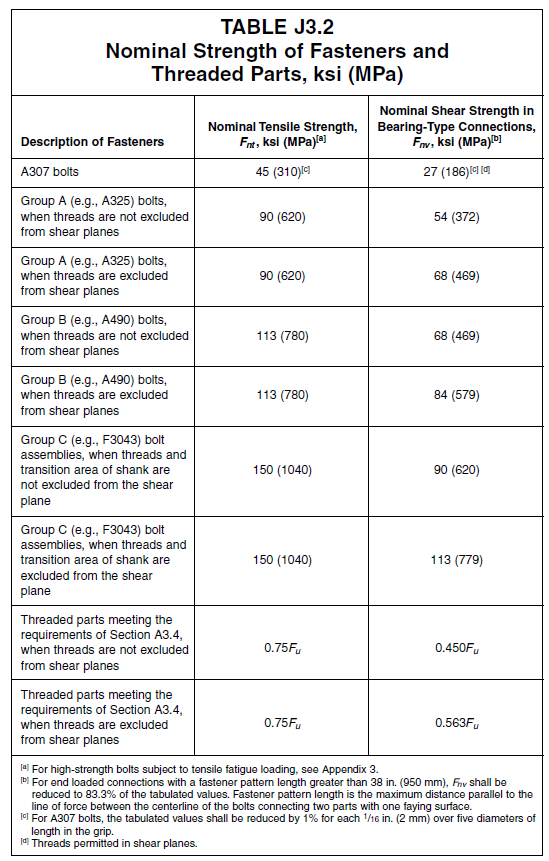 TABLE J3.2
Nominal Strength of Fasteners and
Threaded Parts, ksi (MPa)
Description of Fasteners
Nominal Tensile Strength,
Fnt, ksi (MPa)[a]
Nominal Shear Strength in
Bearing-Type Connections,
Fnv, ksi (MPa)[b]
A307 bolts
45 (310)[c]
27 (186)[c] [d]
Group A (e.g., A325) bolts,
when threads are not excluded
from shear planes
90 (620)
54 (372)
Group A (e.g., A325) bolts,
when threads are excluded
from shear planes
90 (620)
68 (469)
Group B (e.g., A490) bolts,
when threads are not excluded
from shear planes
113 (780)
68 (469)
Group B (e.g., A490) bolts,
when threads are excluded
from shear planes
113 (780)
84 (579)
Group C (e.g., F3043) bolt
assemblies, when threads and
transition area of shank are
not excluded from the shear
plane
150 (1040)
90 (620)
Group C (e.g., F3043) bolt
assemblies, when threads and
transition area of shank are
excluded from the shear
plane
150 (1040)
113 (779)
Threaded parts meeting the
requirements of Section A3.4,
when threads are not excluded
from shear planes
0.75Fu
0.450Fu
Threaded parts meeting the
requirements of Section A3.4,
when threads are excluded
from shear planes
0.75Fu
0.563Fu
[a] For high-strength bolts subject to tensile fatigue loading, see Appendix 3.
[b] For end loaded connections with a fastener pattern length greater than 38 in. (950 mm), Fnv shall be
reduced to 83.3% of the tabulated values. Fastener pattern length is the maximum distance parallel to the
line of force between the centerline of the bolts connecting two parts with one faying surface.
[c] For A307 bolts, the tabulated values shall be reduced by 1% for each 1/16 in. (2 mm) over five diameters of
length in the grip.
[d] Threads permitted in shear planes.